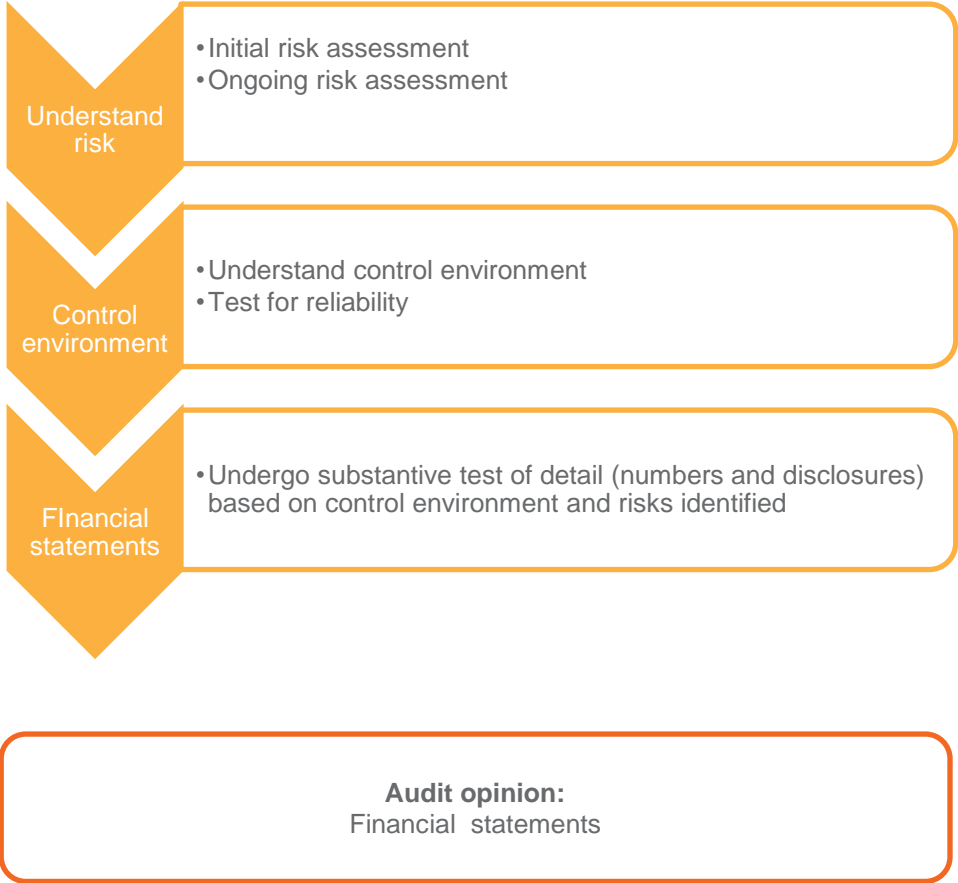 •Initial risk assessment
•Ongoing risk assessment
Understand
risk
•Understand control environment
•Test for reliability
Control
environment
•Undergo substantive test of detail (numbers and disclosures)
based on control environment and risks identified
FInancial
statements
Audit opinion:
Financial statements